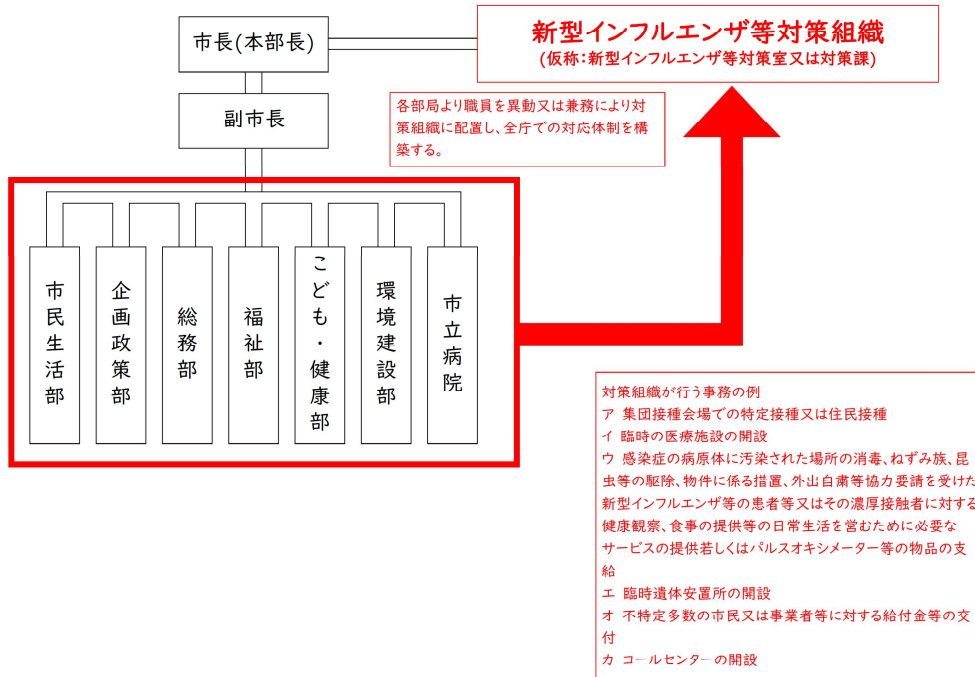 市長(本部長)
新型インフルエンザ等対策組織
(仮称:新型インフルエンザ等対策室又は対策課)
副市長
各部局より職員を異動又は兼務により対
策組織に配置し、全庁での対応体制を構
築する。
市民生活部
企画政策部
総務部
福祉部
こども・健康部
環境建設部
市立病院
対策組織が行う事務の例
ア 集団接種会場での特定接種又は住民接種
イ 臨時の医療施設の開設
ウ 感染症の病原体に汚染された場所の消毒、ねずみ族、昆
虫等の駆除、物件に係る措置、外出自粛等協力要請を受けた
新型インフルエンザ等の患者等又はその濃厚接触者に対する
健康観察、食事の提供等の日常生活を営むために必要な
サービスの提供若しくはパルスオキシメーター等の物品の支
給
エ 臨時遺体安置所の開設
オ 不特定多数の市民又は事業者等に対する給付金等の交
付
カ コールセンターの開設